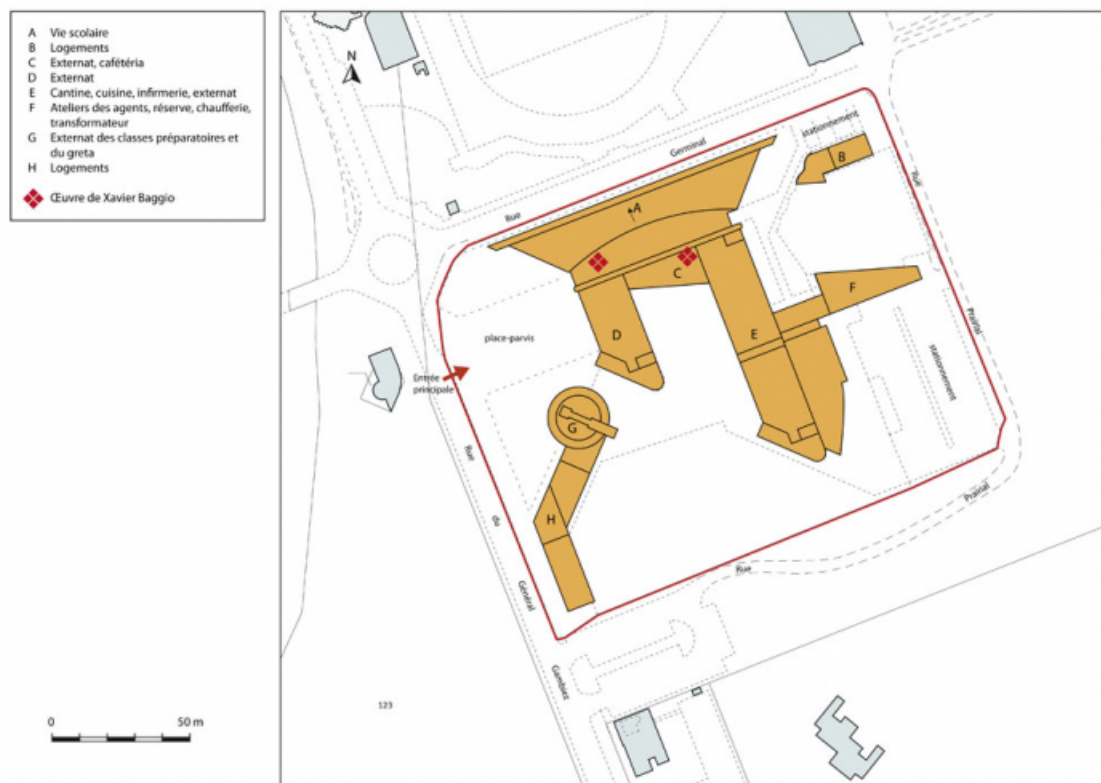 A Vie scolaire
B Logements
C Externat, cafétéria
D Externat
E Cantine, cuisine, infirmerie, externat
F Ateliers des agents, réserve, chaufferie,
transformateur
G Externat des classes préparatoires et
du greta
H Logements
Œuvre de Xavier Baggio
N
stationnement
B
Germinal
Rue
A
Rue
C
F
D
E
place-parvis
Prairial
stationnement
Entrée
principale
G
Rue
du
H
Prairial
Rue
Général
Gambiez
123
0 50 m